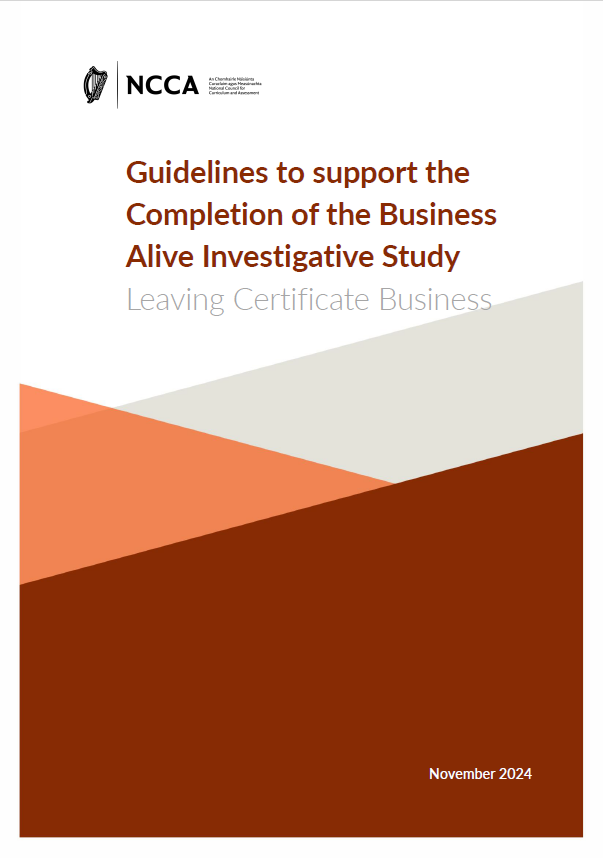 NCCA
An Chomhairle Náisiúnta
Curaclaim agus Measúnachta
National Council for
Curriculum and Assessment
Guidelines to support the
Completion of the Business
Alive Investigative Study
Leaving Certificate Business
November 2024